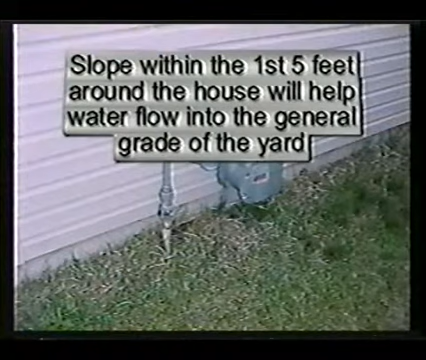 Slope within the 1st 5 feet
around the house will help
water flow into the general
grade of the yard